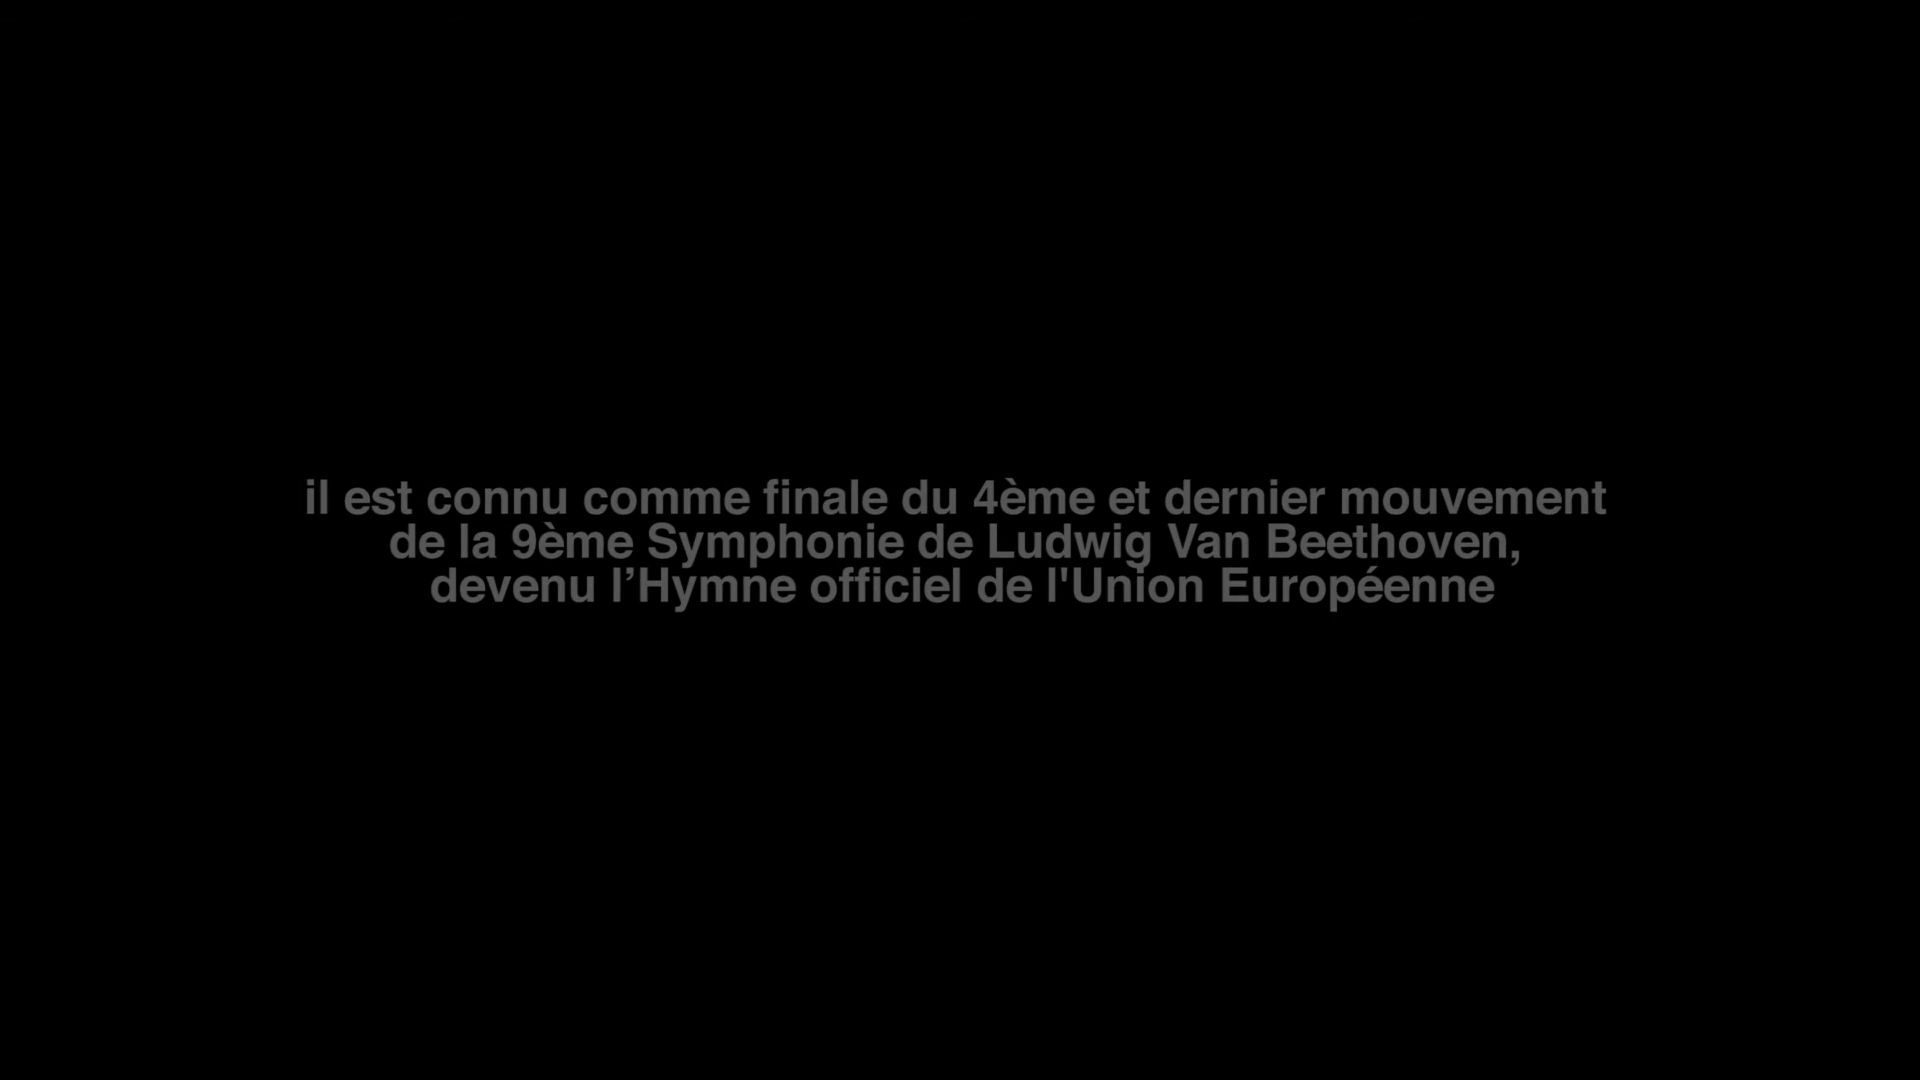 il est connu comme finale du 4ème et dernier mouvement
de la 9ème Symphonie de Ludwig Van Beethoven,
devenu l’Hymne officiel de l'Union Européenne